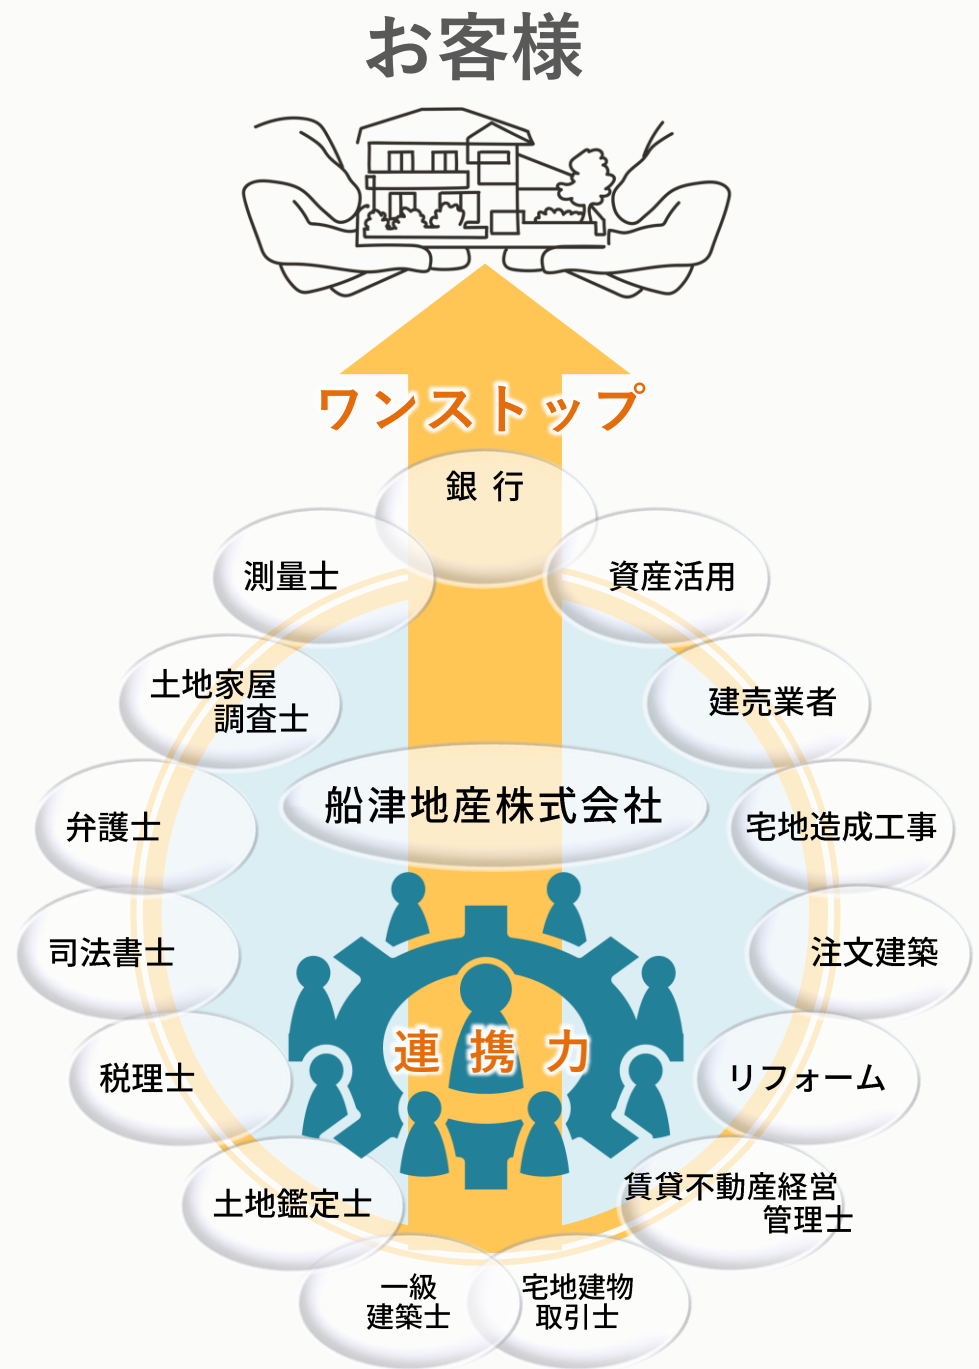 お客様
ワンストップ
銀 行
測量士
資産活用
土地家屋
調査士
建売業者
船津地産株式会社
弁護士
宅地造成工事
司法書士
注文建築
連 携 力
税理士
リフォーム
土地鑑定士
賃貸不動産経営
管理士
一級
建築士
宅地建物
取引士